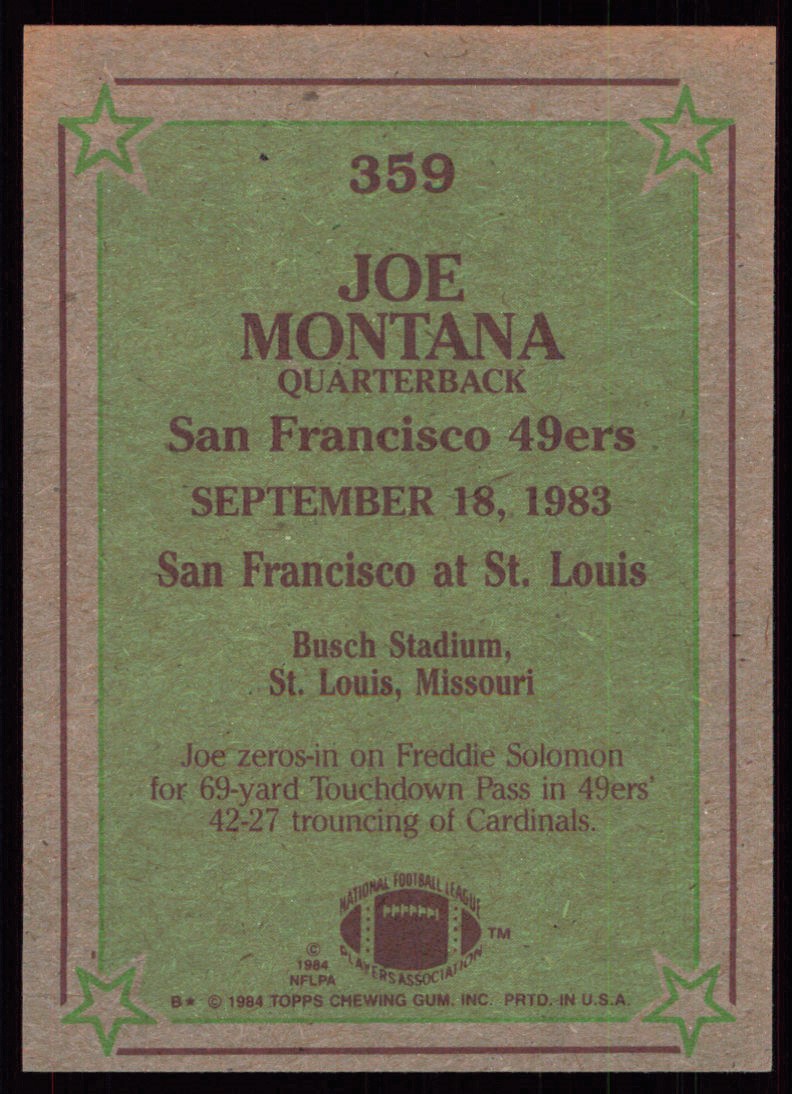 359
JOE
MONTANA
QUARTERBACK
San Francisco 49ers
SEPTEMBER 18, 1983
San Francisco at St. Louis
Busch Stadium,
St. Louis, Missouri
Joe zeros-in on Freddie Solomon
for 69-yard Touchdown Pass in 49ers'
42-27 trouncing of Cardinals.
NATIONAL FOOTBALL LEAGUE
PLAYERS ASSOCIATION
TM
©
1984
NFLPA
B★ © 1984 TOPPS CHEWING GUM, INC. PRTD. IN U.S.A.